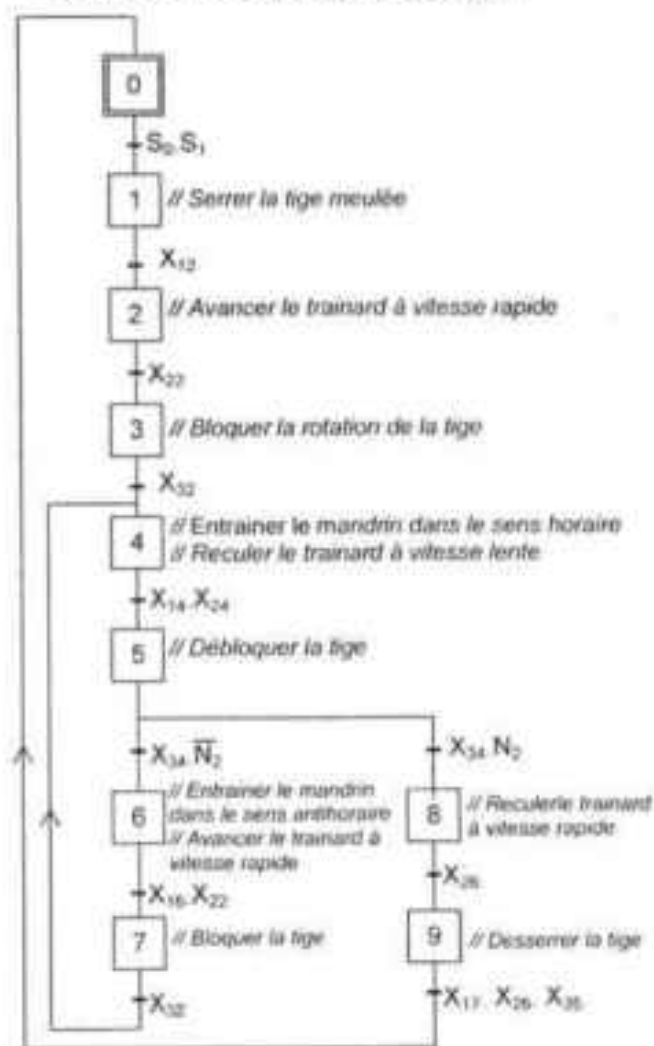 0
S₀.S₁
1 // Serrer la tige meulée
X₁₂
2 // Avancer le trainard à vitesse rapide
X₂₂
3 // Bloquer la rotation de la tige
X₃₂
4 // Entrainer le mandrin dans le sens horaire
// Reculer le trainard à vitesse lente
X₁₄.X₂₄
5 // Débloquer la tige
X₃₄.N̅₂
6 // Entrainer le mandrin
dans le sens antihoraire
// Avancer le trainard à
vitesse rapide
X₁₆.X₂₂
7 // Bloquer la tige
X₃₂
X₃₄.N₂
8 // Reculerle trainard
à vitesse rapide
X₂₆
9 // Desserrer la tige
X₁₇. X₂₆. X₃₅